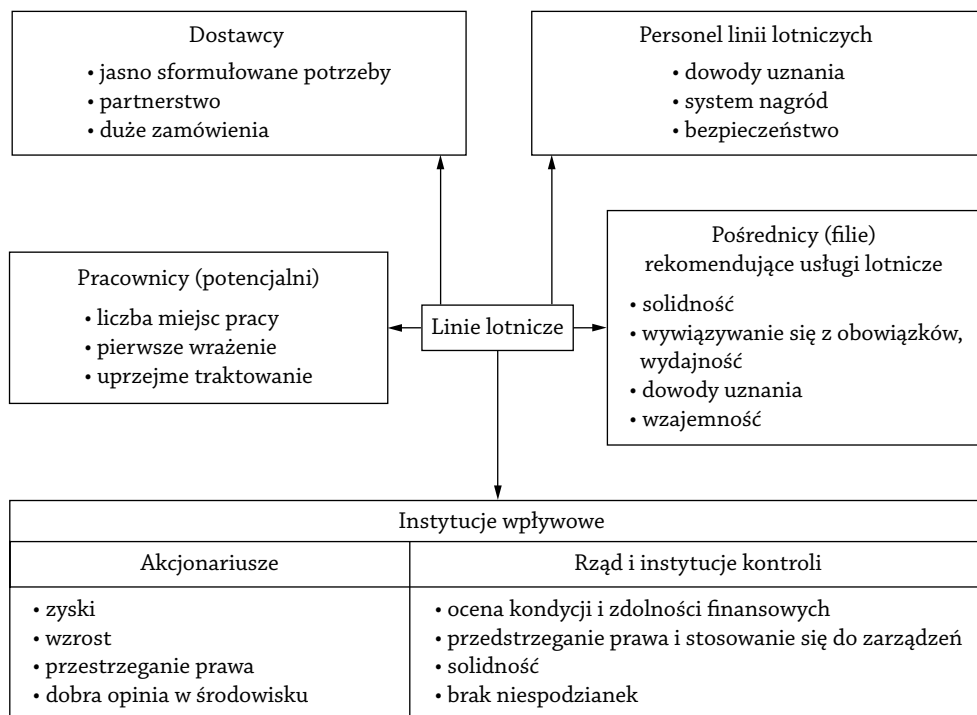 Dostawcy
• jasno sformułowane potrzeby
• partnerstwo
• duże zamówienia
Personel linii lotniczych
• dowody uznania
• system nagród
• bezpieczeństwo
Pracownicy (potencjalni)
• liczba miejsc pracy
• pierwsze wrażenie
• uprzejme traktowanie
Linie lotnicze
Pośrednicy (filie)
rekomendujące usługi lotnicze
• solidność
• wywiązywanie się z obowiązków,
wydajność
• dowody uznania
• wzajemność
Instytucje wpływowe
Akcjonariusze
• zyski
• wzrost
• przestrzeganie prawa
• dobra opinia w środowisku
Rząd i instytucje kontroli
• ocena kondycji i zdolności finansowych
• przedstrzeganie prawa i stosowanie się do zarządzeń
• solidność
• brak niespodzianek